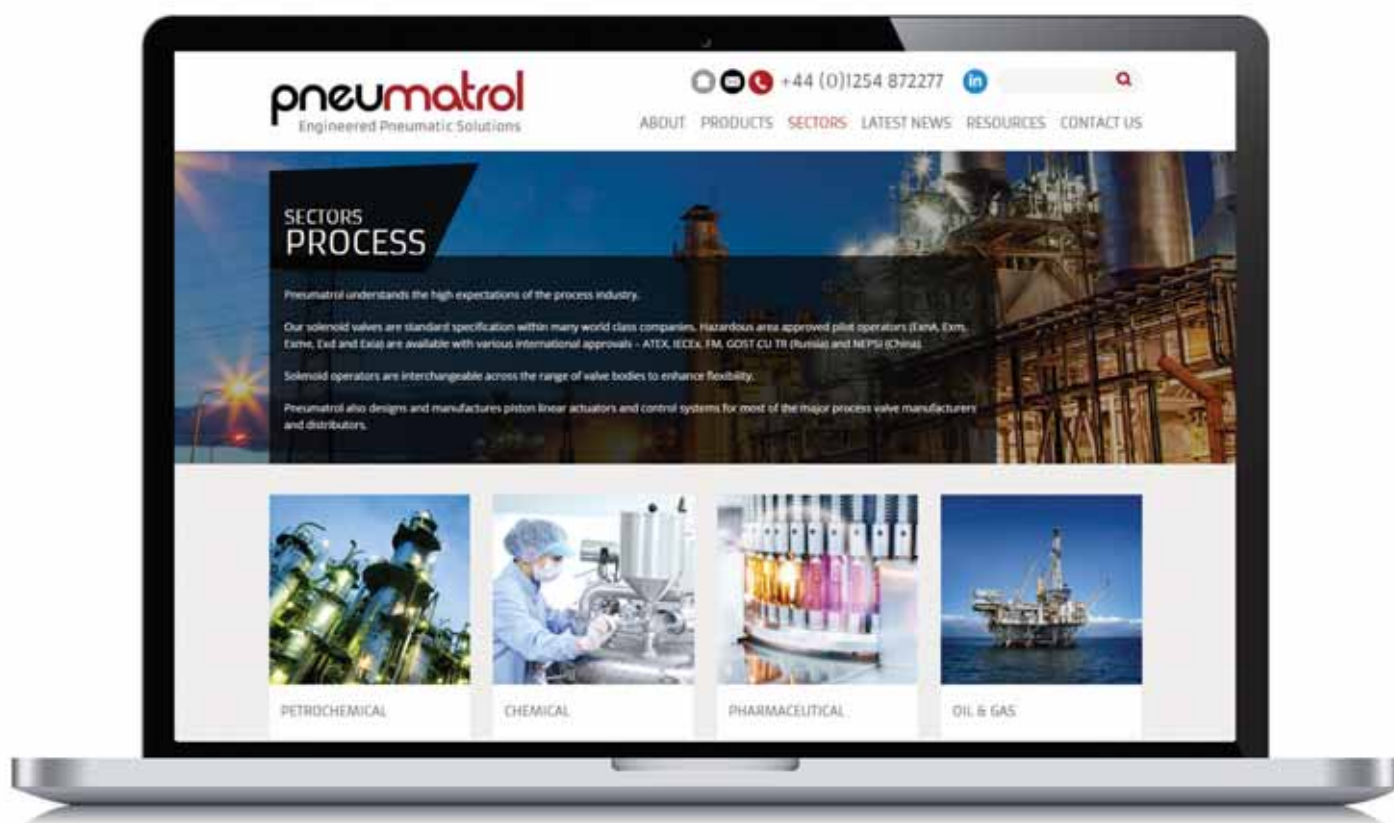 pneumatrol
Engineered Pneumatic Solutions
+44 (0)1254 872277
in
ABOUT PRODUCTS SECTORS LATEST NEWS RESOURCES CONTACT US
SECTORS
PROCESS
Pneumatrol understands the high expectations of the process industry.
Our solenoid valves are standard specification within many world class companies. Hazardous area approved pilot operators (ExnA, Exm,
Exme, Exd and Exia) are available with various international approvals – ATEX, IECEx, FM, GOST CU TR (Russia) and NEPSI (China)
Solenoid operators are interchangeable across the range of valve bodies to enhance flexibility.
Pneumatrol also designs and manufactures piston linear actuators and control systems for most of the major process valve manufacturers
and distributors.
PETROCHEMICAL
CHEMICAL
PHARMACEUTICAL
OIL & GAS